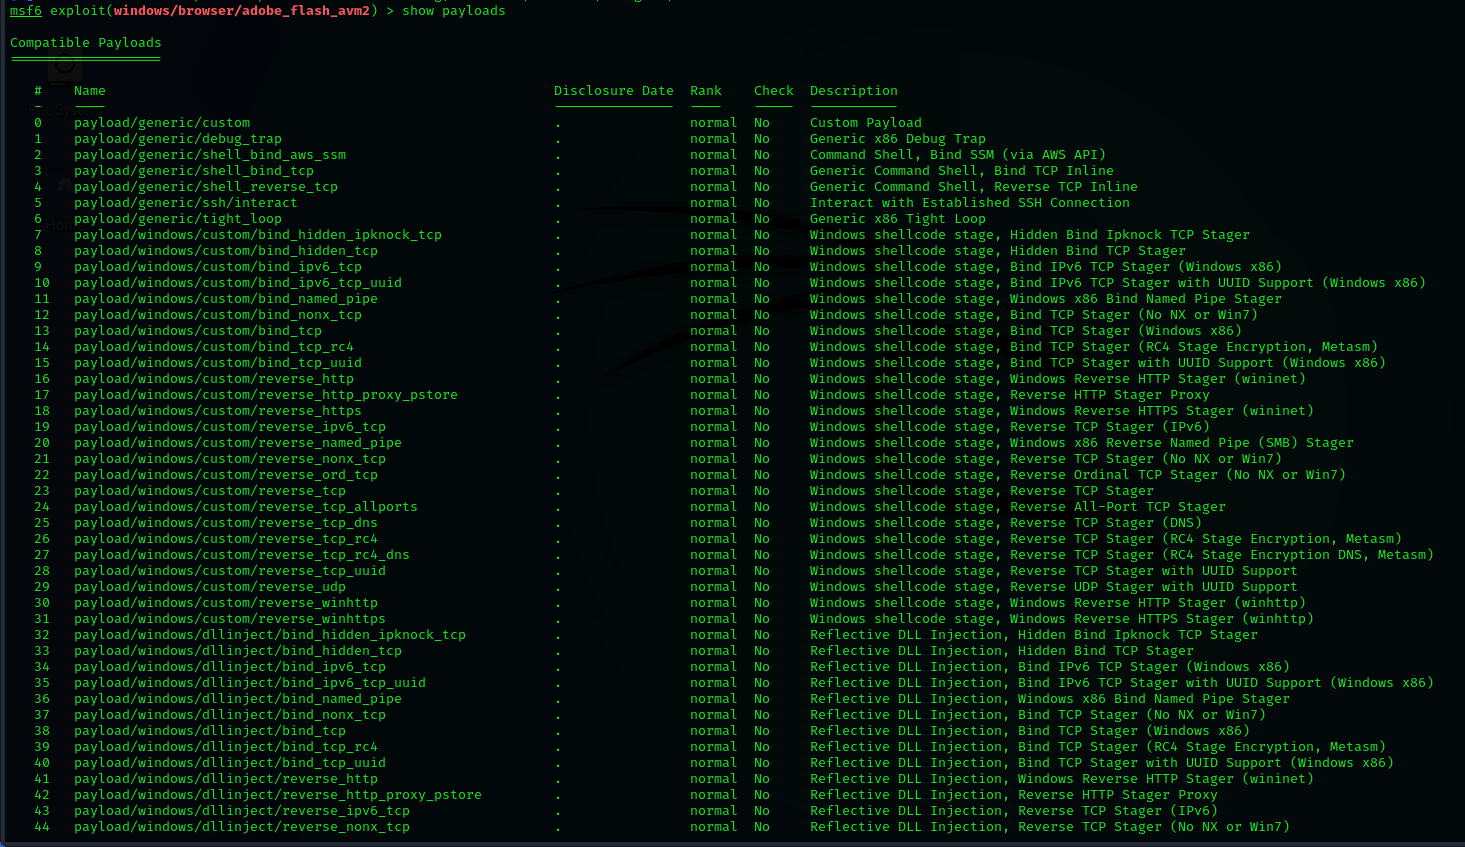 msf6 exploit(windows/browser/adobe_flash_avm2) > show payloads
Compatible Payloads
===================
# Name Disclosure Date Rank Check Description
- ---- --------------- ---- ----- -----------
0 payload/generic/custom . normal No Custom Payload
1 payload/generic/debug_trap . normal No Generic x86 Debug Trap
2 payload/generic/shell_bind_aws_ssm . normal No Command Shell, Bind SSM (via AWS API)
3 payload/generic/shell_bind_tcp . normal No Generic Command Shell, Bind TCP Inline
4 payload/generic/shell_reverse_tcp . normal No Generic Command Shell, Reverse TCP Inline
5 payload/generic/ssh/interact . normal No Interact with Established SSH Connection
6 payload/generic/tight_loop . normal No Generic x86 Tight Loop
7 payload/windows/custom/bind_hidden_ipknock_tcp . normal No Windows shellcode stage, Hidden Bind Ipknock TCP Stager
8 payload/windows/custom/bind_hidden_tcp . normal No Windows shellcode stage, Hidden Bind TCP Stager
9 payload/windows/custom/bind_ipv6_tcp . normal No Windows shellcode stage, Bind IPv6 TCP Stager (Windows x86)
10 payload/windows/custom/bind_ipv6_tcp_uuid . normal No Windows shellcode stage, Bind IPv6 TCP Stager with UUID Support (Windows x86)
11 payload/windows/custom/bind_named_pipe . normal No Windows shellcode stage, Windows x86 Bind Named Pipe Stager
12 payload/windows/custom/bind_nonx_tcp . normal No Windows shellcode stage, Bind TCP Stager (No NX or Win7)
13 payload/windows/custom/bind_tcp . normal No Windows shellcode stage, Bind TCP Stager (Windows x86)
14 payload/windows/custom/bind_tcp_rc4 . normal No Windows shellcode stage, Bind TCP Stager (RC4 Stage Encryption, Metasm)
15 payload/windows/custom/bind_tcp_uuid . normal No Windows shellcode stage, Bind TCP Stager with UUID Support (Windows x86)
16 payload/windows/custom/reverse_http . normal No Windows shellcode stage, Windows Reverse HTTP Stager (wininet)
17 payload/windows/custom/reverse_http_proxy_pstore . normal No Windows shellcode stage, Reverse HTTP Stager Proxy
18 payload/windows/custom/reverse_https . normal No Windows shellcode stage, Windows Reverse HTTPS Stager (wininet)
19 payload/windows/custom/reverse_ipv6_tcp . normal No Windows shellcode stage, Reverse TCP Stager (IPv6)
20 payload/windows/custom/reverse_named_pipe . normal No Windows shellcode stage, Windows x86 Reverse Named Pipe (SMB) Stager
21 payload/windows/custom/reverse_nonx_tcp . normal No Windows shellcode stage, Reverse TCP Stager (No NX or Win7)
22 payload/windows/custom/reverse_ord_tcp . normal No Windows shellcode stage, Reverse Ordinal TCP Stager (No NX or Win7)
23 payload/windows/custom/reverse_tcp . normal No Windows shellcode stage, Reverse TCP Stager
24 payload/windows/custom/reverse_tcp_allports . normal No Windows shellcode stage, Reverse All-Port TCP Stager
25 payload/windows/custom/reverse_tcp_dns . normal No Windows shellcode stage, Reverse TCP Stager (DNS)
26 payload/windows/custom/reverse_tcp_rc4 . normal No Windows shellcode stage, Reverse TCP Stager (RC4 Stage Encryption, Metasm)
27 payload/windows/custom/reverse_tcp_rc4_dns . normal No Windows shellcode stage, Reverse TCP Stager (RC4 Stage Encryption DNS, Metasm)
28 payload/windows/custom/reverse_tcp_uuid . normal No Windows shellcode stage, Reverse TCP Stager with UUID Support
29 payload/windows/custom/reverse_udp . normal No Windows shellcode stage, Reverse UDP Stager with UUID Support
30 payload/windows/custom/reverse_winhttp . normal No Windows shellcode stage, Windows Reverse HTTP Stager (winhttp)
31 payload/windows/custom/reverse_winhttps . normal No Windows shellcode stage, Windows Reverse HTTPS Stager (winhttp)
32 payload/windows/dllinject/bind_hidden_ipknock_tcp . normal No Reflective DLL Injection, Hidden Bind Ipknock TCP Stager
33 payload/windows/dllinject/bind_hidden_tcp . normal No Reflective DLL Injection, Hidden Bind TCP Stager
34 payload/windows/dllinject/bind_ipv6_tcp . normal No Reflective DLL Injection, Bind IPv6 TCP Stager (Windows x86)
35 payload/windows/dllinject/bind_ipv6_tcp_uuid . normal No Reflective DLL Injection, Bind IPv6 TCP Stager with UUID Support (Windows x86)
36 payload/windows/dllinject/bind_named_pipe . normal No Reflective DLL Injection, Windows x86 Bind Named Pipe Stager
37 payload/windows/dllinject/bind_nonx_tcp . normal No Reflective DLL Injection, Bind TCP Stager (No NX or Win7)
38 payload/windows/dllinject/bind_tcp . normal No Reflective DLL Injection, Bind TCP Stager (Windows x86)
39 payload/windows/dllinject/bind_tcp_rc4 . normal No Reflective DLL Injection, Bind TCP Stager (RC4 Stage Encryption, Metasm)
40 payload/windows/dllinject/bind_tcp_uuid . normal No Reflective DLL Injection, Bind TCP Stager with UUID Support (Windows x86)
41 payload/windows/dllinject/reverse_http . normal No Reflective DLL Injection, Windows Reverse HTTP Stager (wininet)
42 payload/windows/dllinject/reverse_http_proxy_pstore . normal No Reflective DLL Injection, Reverse HTTP Stager Proxy
43 payload/windows/dllinject/reverse_ipv6_tcp . normal No Reflective DLL Injection, Reverse TCP Stager (IPv6)
44 payload/windows/dllinject/reverse_nonx_tcp . normal No Reflective DLL Injection, Reverse TCP Stager (No NX or Win7)